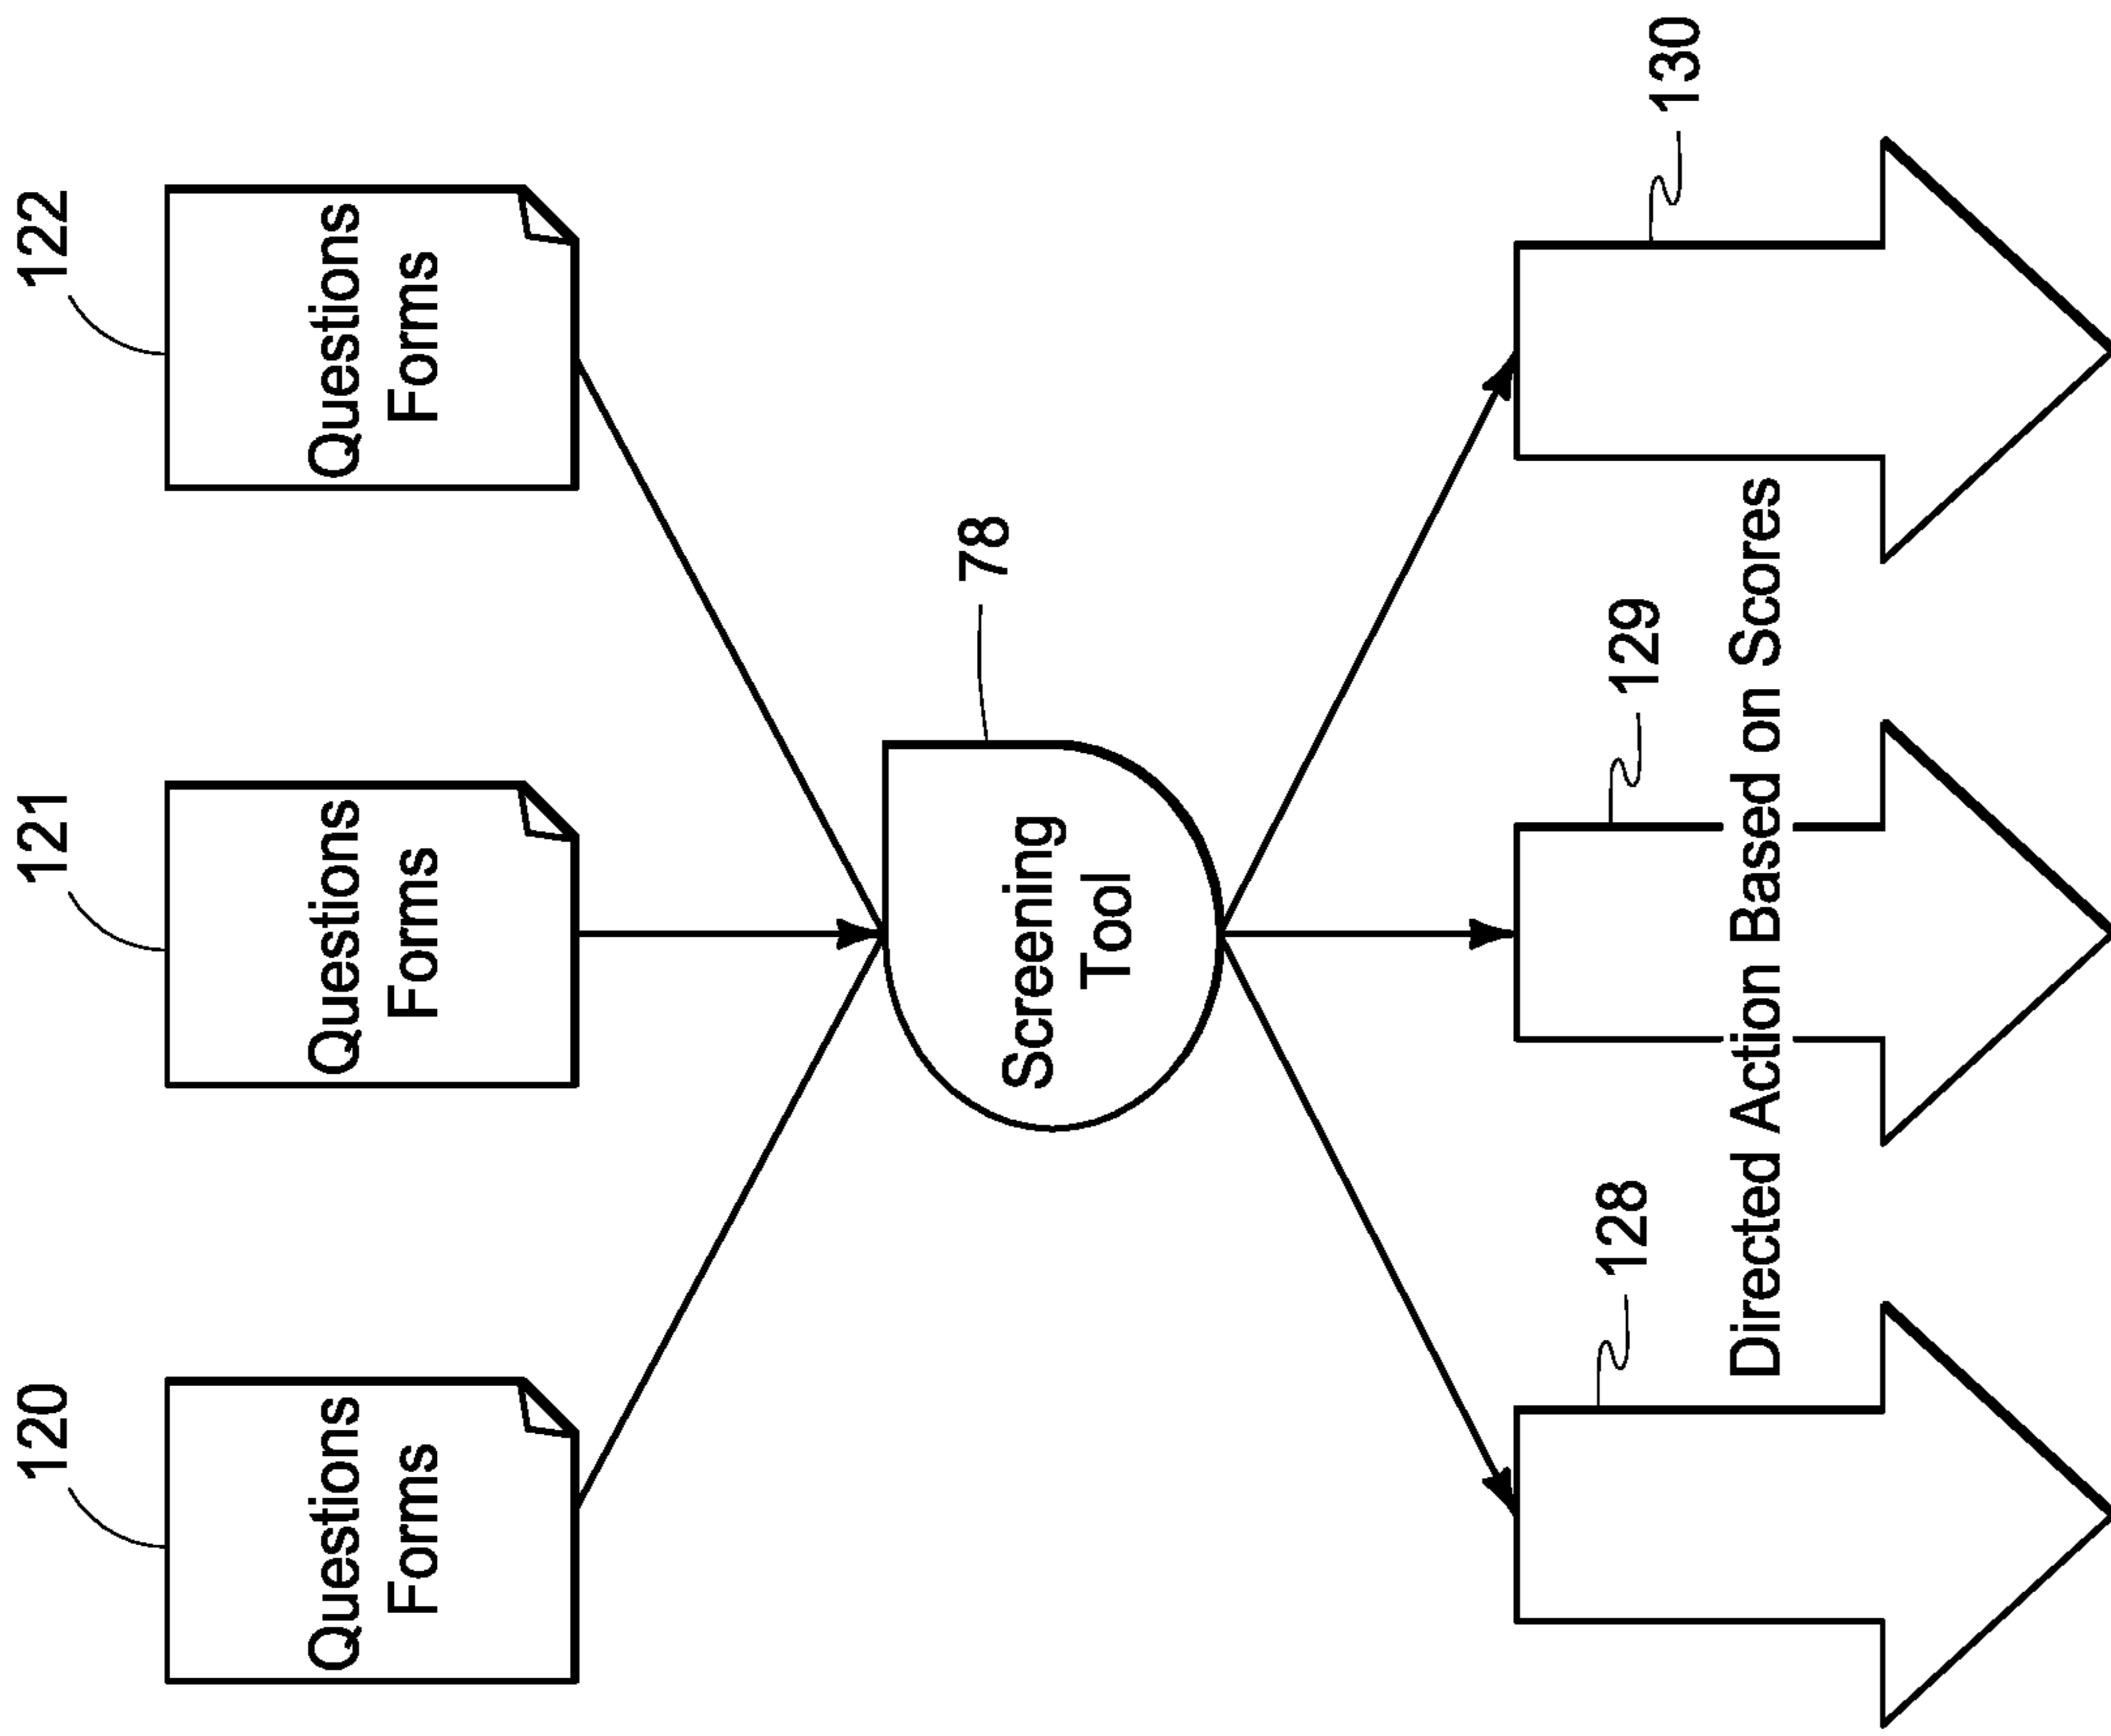 120
121
122
Questions
Forms
Questions
Forms
Questions
Forms
78
Screening
Tool
128
129
130
Directed Action Based on Scores